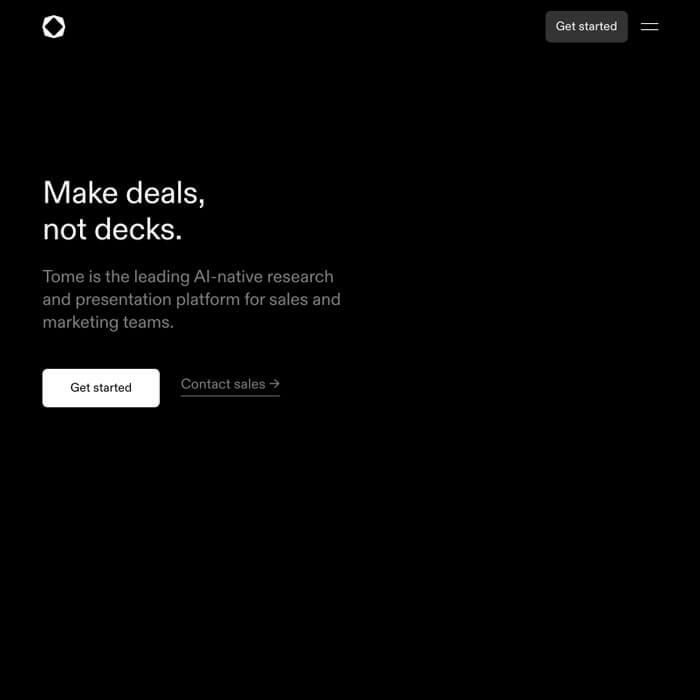 Get started
Make deals,
not decks.
Tome is the leading AI-native research
and presentation platform for sales and
marketing teams.
Get started
Contact sales →